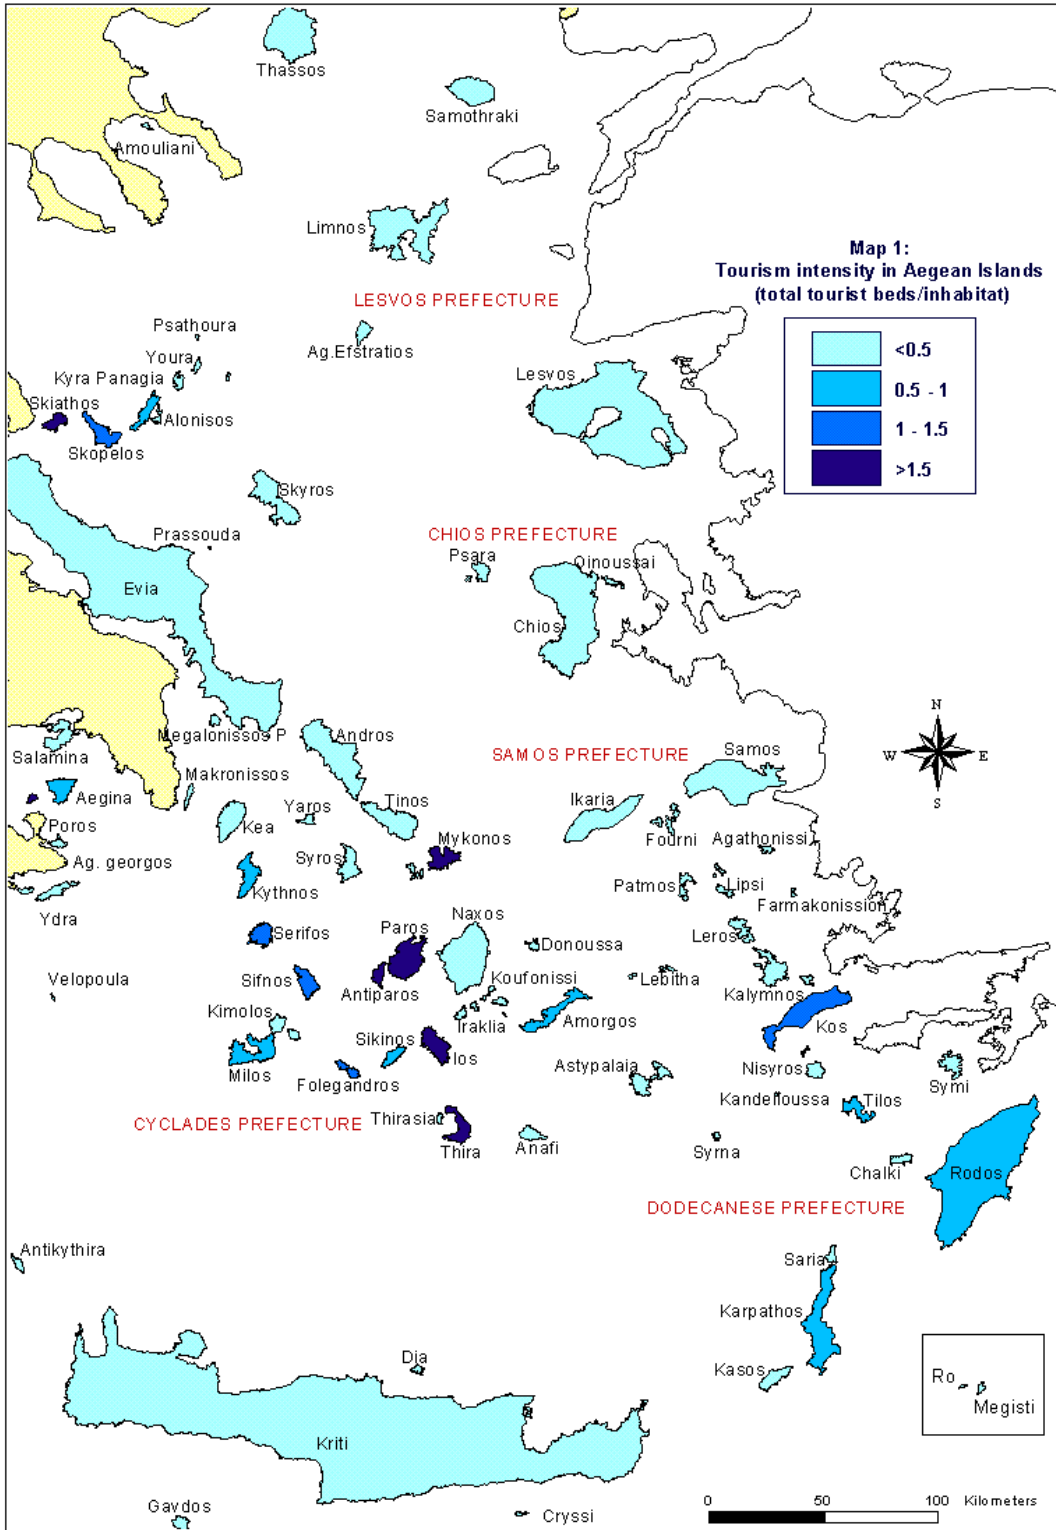 Thassos
Samothraki
Amouliani
Limnos
Map 1:
Tourism intensity in Aegean Islands
(total tourist beds/inhabitat)
<0.5
0.5 - 1
1 - 1.5
>1.5
LESVOS PREFECTURE
Psathoura
Ag.Efstratios
Youra
Kyra Panagia
Lesvos
Skiathos
Alonisos
Skopelos
Skyros
Prassouda
CHIOS PREFECTURE
Psara
Oinoussai
Evia
Chios
N
W
E
S
Megalonissos P
Andros
SAMOS PREFECTURE
Samos
Salamina
Makronissos
Aegina
Yaros
Tinos
Ikaria
Poros
Kea
Mykonos
Fourni
Agathonissi
Ag. georgos
Syros
Kythnos
Patmos
Lipsi
Farmakonission
Ydra
Naxos
Paros
Serifos
Donoussa
Leros
Velopoula
Sifnos
Antiparos
Koufonissi
Lebitha
Kalymnos
Kimolos
Iraklia
Amorgos
Kos
Sikinos
Ios
Milos
Folegandros
Astypalaia
Nisyros
Symi
Kandeffoussa
Tilos
CYCLADES PREFECTURE
Thirasia
Thira
Anafi
Syrna
Chalki
Rodos
DODECANESE PREFECTURE
Antikythira
Saria
Karpathos
Dia
Kasos
Ro
Megisti
Kriti
Gavdos
Cryssi
0
50
100
Kilometers